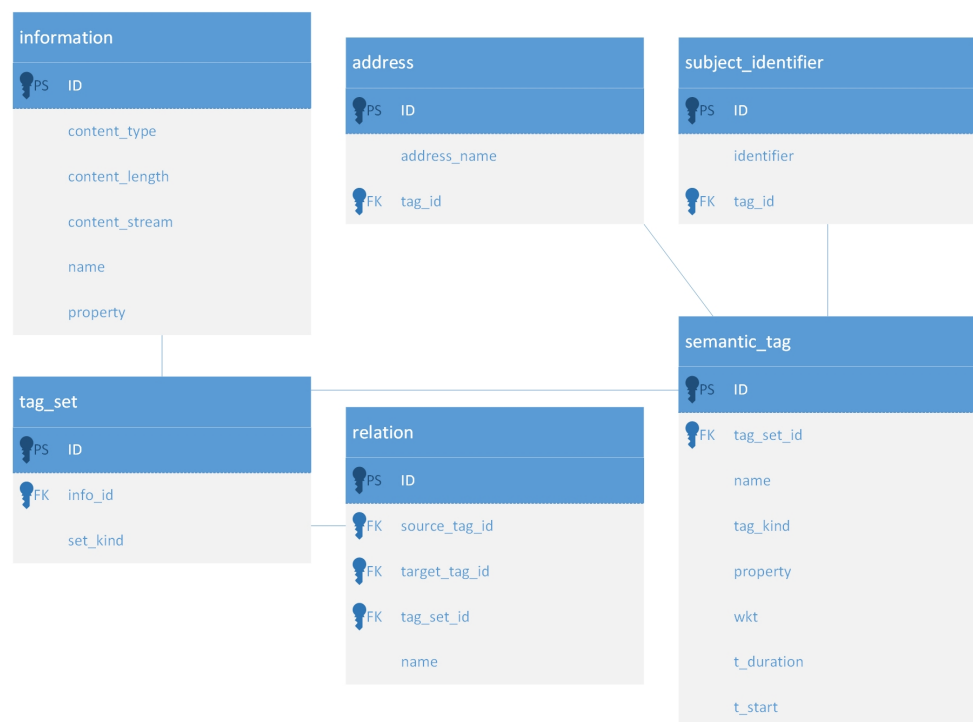 information
PS ID
content_type
content_length
content_stream
name
property
address
PS ID
address_name
FK tag_id
subject_identifier
PS ID
identifier
FK tag_id
tag_set
PS ID
FK info_id
set_kind
relation
PS ID
FK source_tag_id
FK target_tag_id
FK tag_set_id
name
semantic_tag
PS ID
FK tag_set_id
name
tag_kind
property
wkt
t_duration
t_start